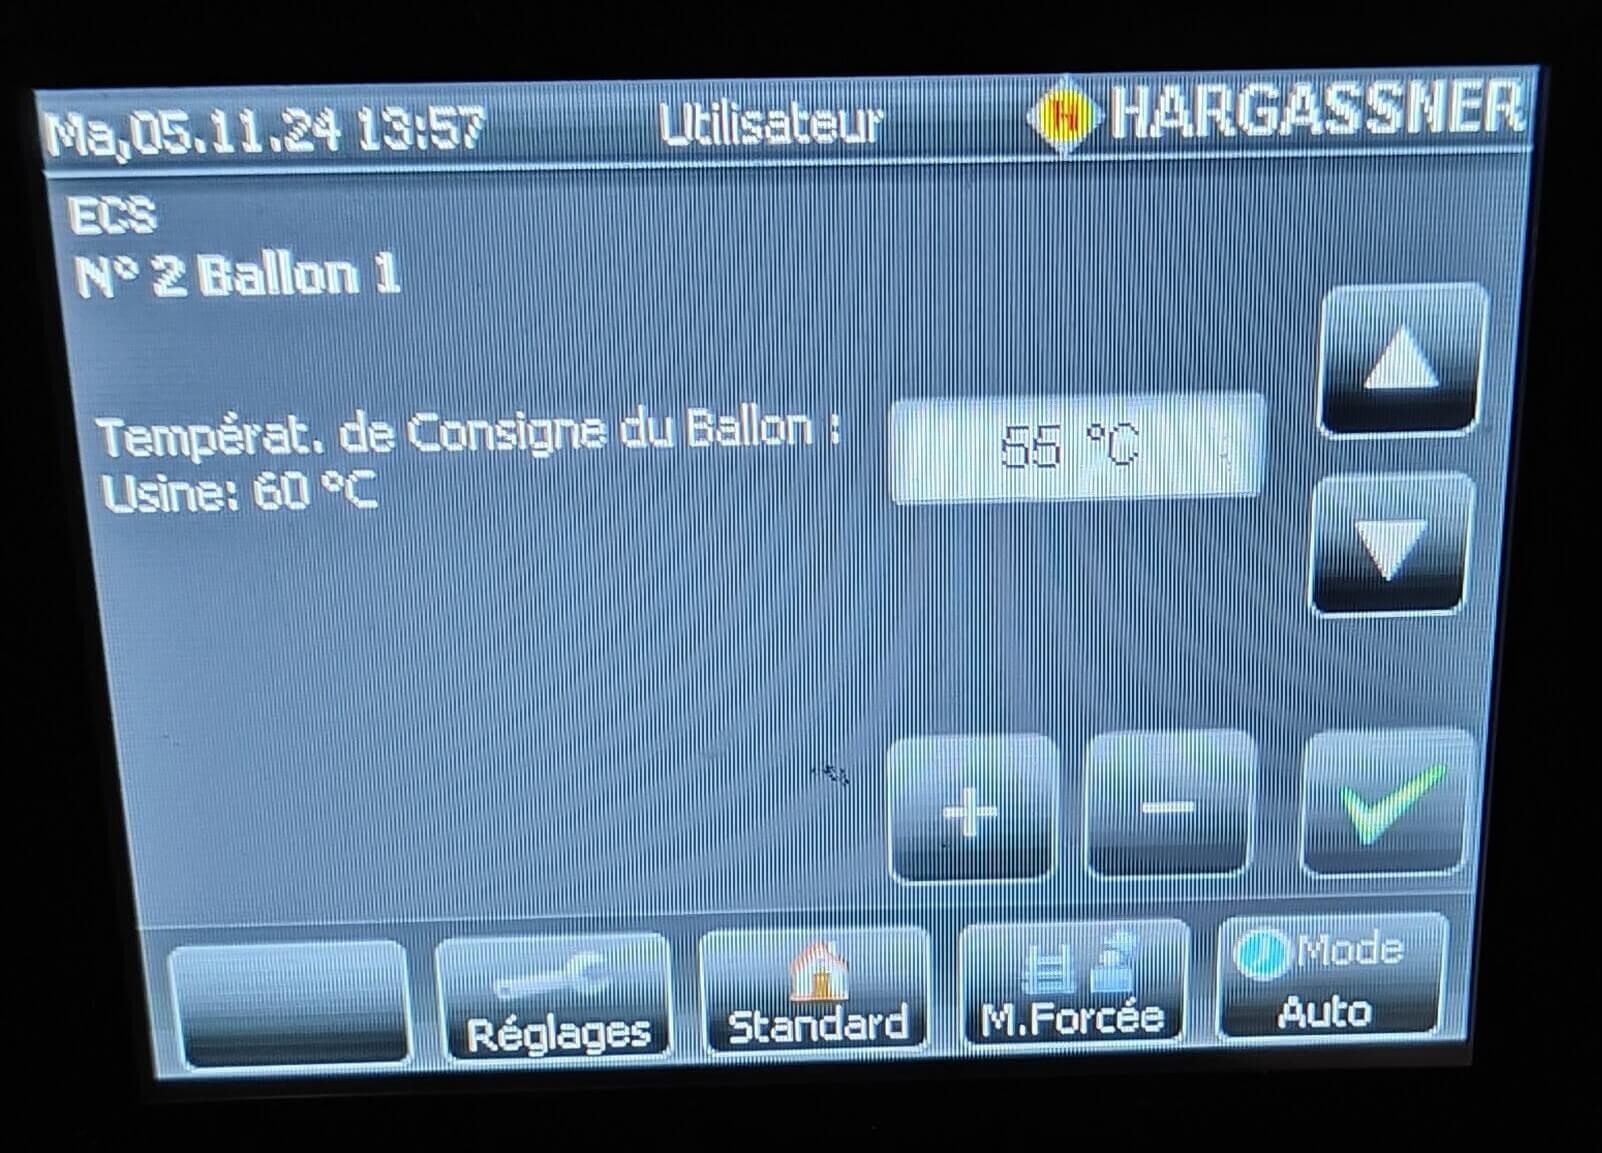 Ma,05.11.24 13:57 Utilisateur HARGASSNER
ECS
N° 2 Ballon 1
Températ. de Consigne du Ballon :
Usine: 60 °C
°C
Réglages
Standard
M.Forcée
Mode
Auto